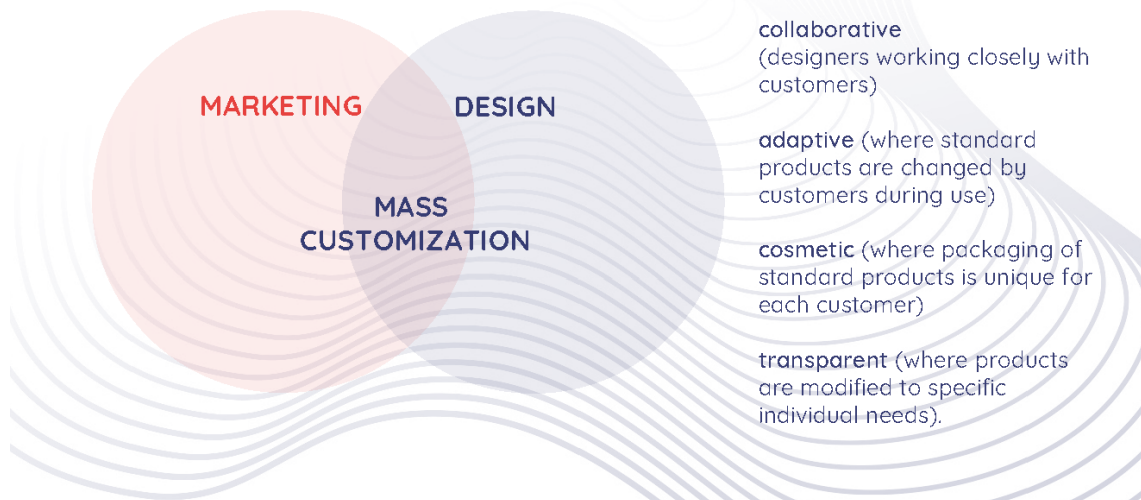 MARKETING
DESIGN
MASS
CUSTOMIZATION
collaborative
(designers working closely with
customers)
adaptive (where standard
products are changed by
customers during use)
cosmetic (where packaging of
standard products is unique for
each customer)
transparent (where products
are modified to specific
individual needs).